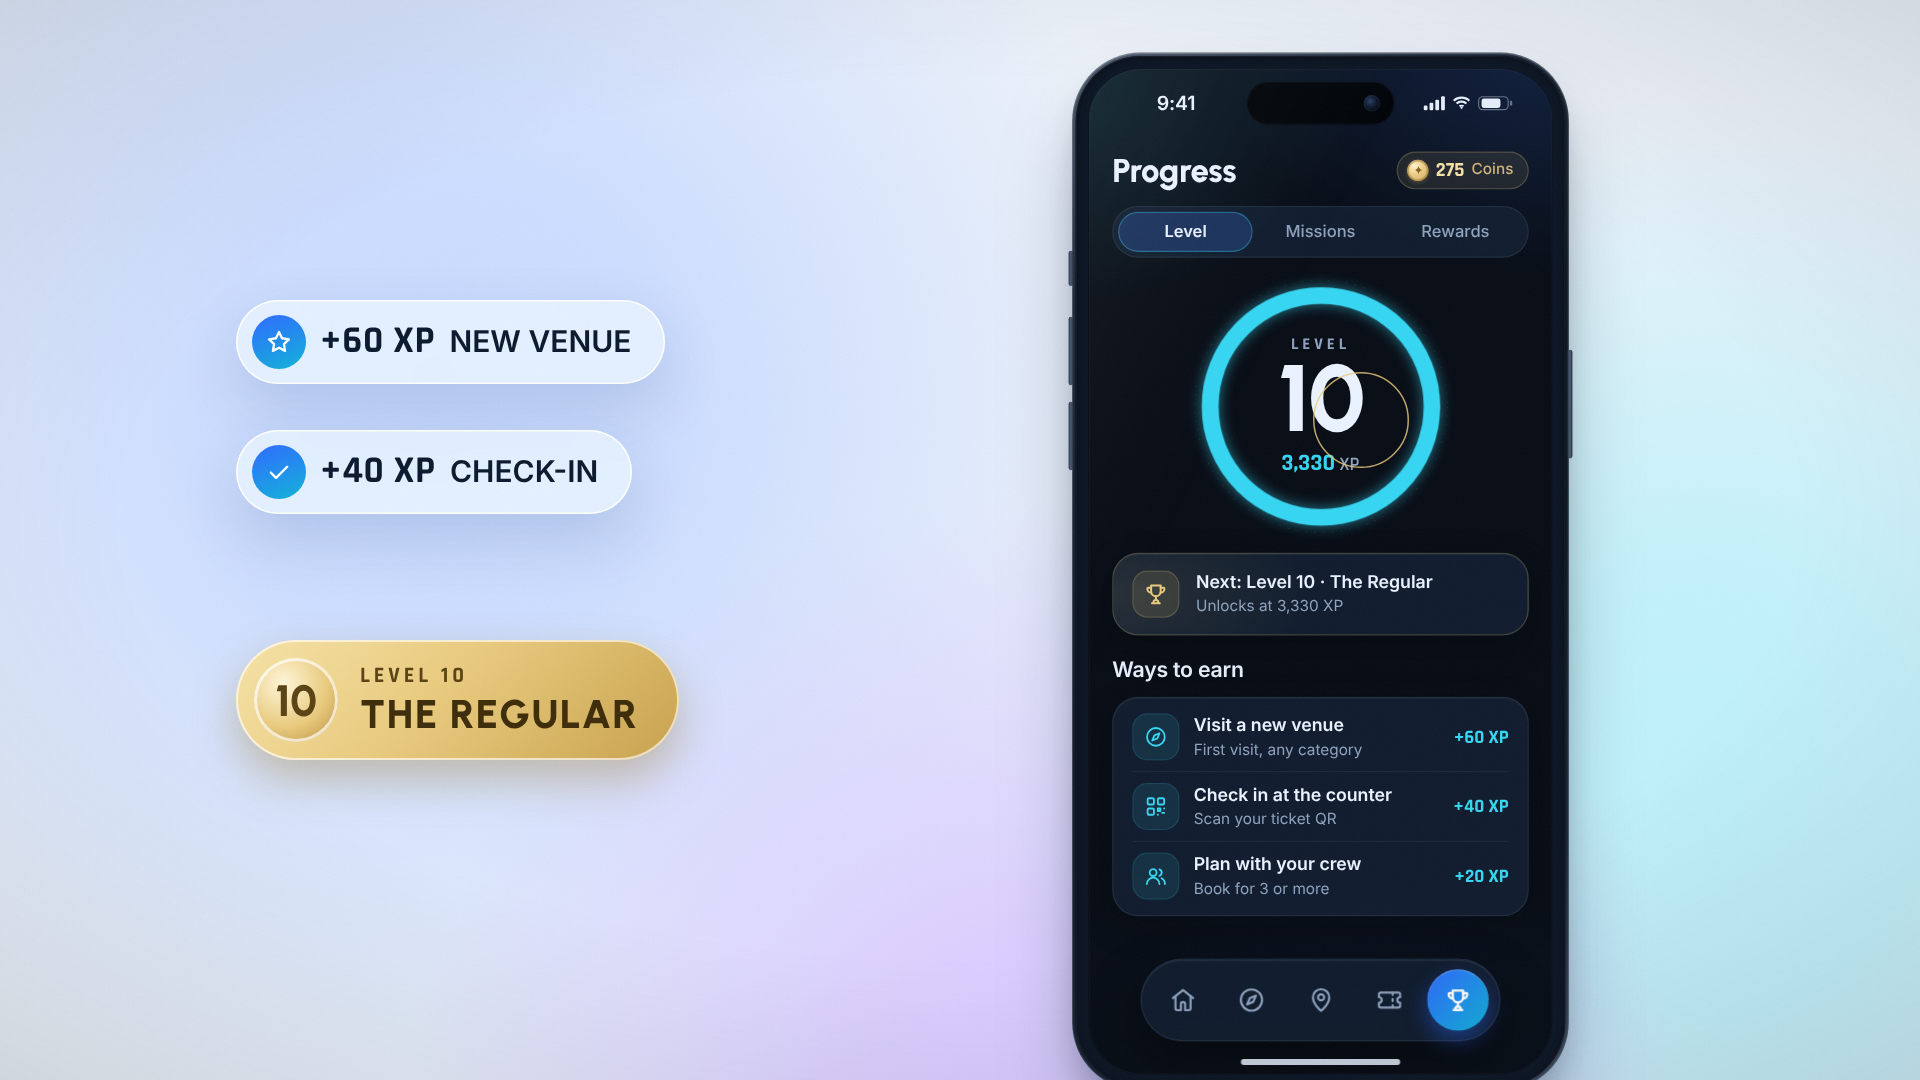 +60 XP NEW VENUE
+40 XP CHECK-IN
10
LEVEL 10
THE REGULAR
9:41
Progress
275 Coins
Level
Missions
Rewards
LEVEL
10
3,330 XP
Next: Level 10 · The Regular
Unlocks at 3,330 XP
Ways to earn
Visit a new venue
First visit, any category
+60 XP
Check in at the counter
Scan your ticket QR
+40 XP
Plan with your crew
Book for 3 or more
+20 XP